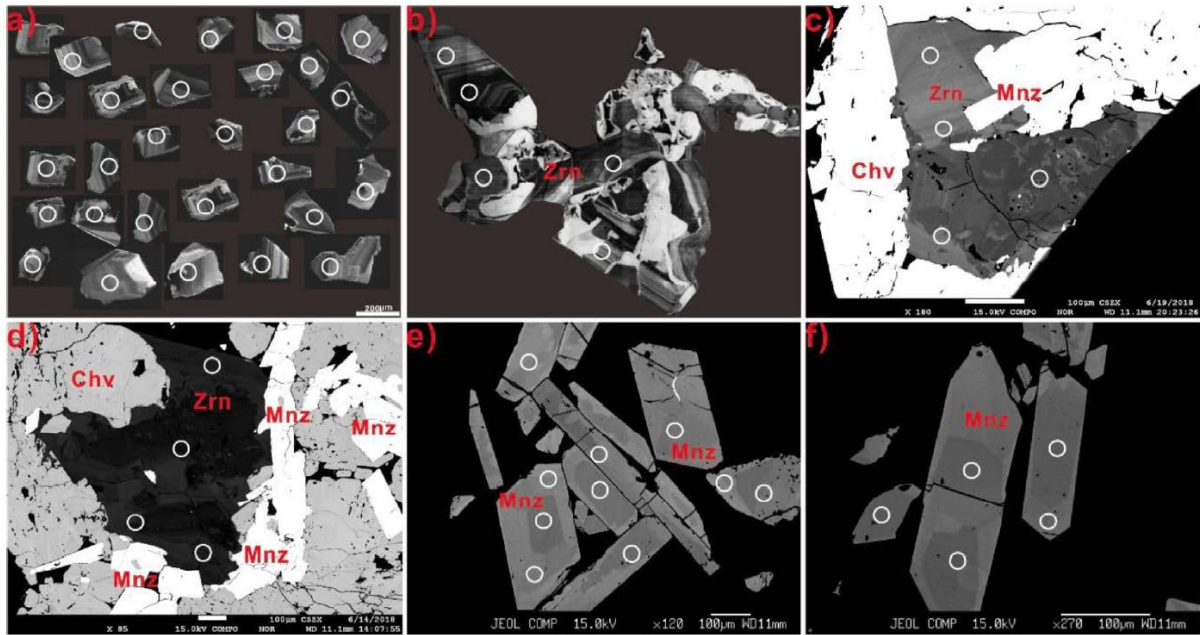 a)
200μm
b)
Zrn
c)
Zrn
Mnz
Chv
100μm CSEX 6/19/2018
X 180 15.0kV COMPO NOR WD 11.1mm 20:23:26
d)
Chv
Zrn
Mnz
Mnz
Mnz
Mnz
100μm CSEX 6/14/2018
X 85 15.0kV COMPO NOR WD 11.1mm 14:07:55
e)
Mnz
Mnz
JEOL COMP 15.0kV ×120 100μm WD11mm
f)
Mnz
JEOL COMP 15.0kV ×270 100μm WD11mm